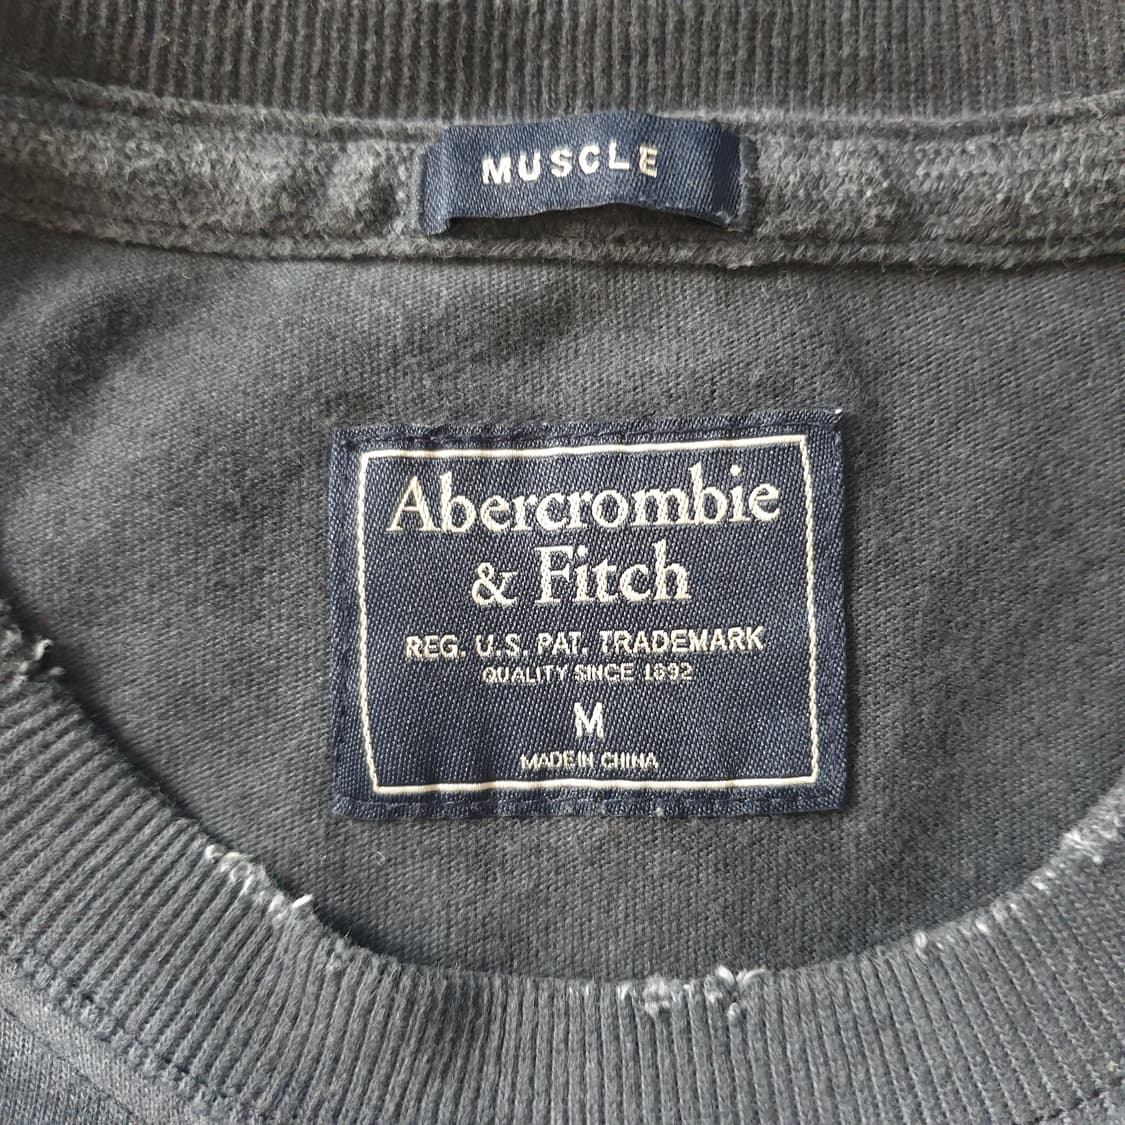 MUSCLE
Abercrombie
& Fitch
REG. U.S. PAT. TRADEMARK
QUALITY SINCE 1892
M
MADE IN CHINA